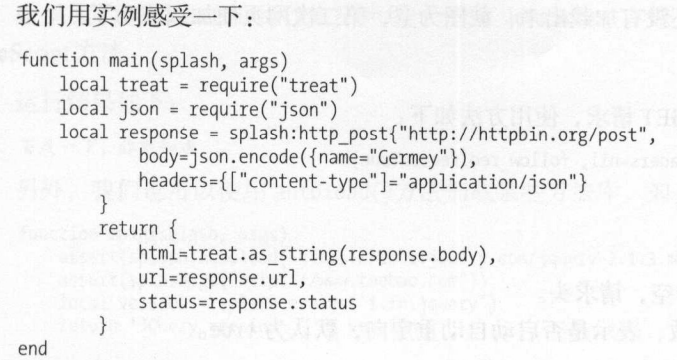 我们用实例感受一下：
function main(splash, args)
    local treat = require("treat")
    local json = require("json")
    local response = splash:http_post{"http://httpbin.org/post",
            body=json.encode({name="Germey"}),
            headers={["content-type"]="application/json"}
        }
        return {
            html=treat.as_string(response.body),
            url=response.url,
            status=response.status
        }
end